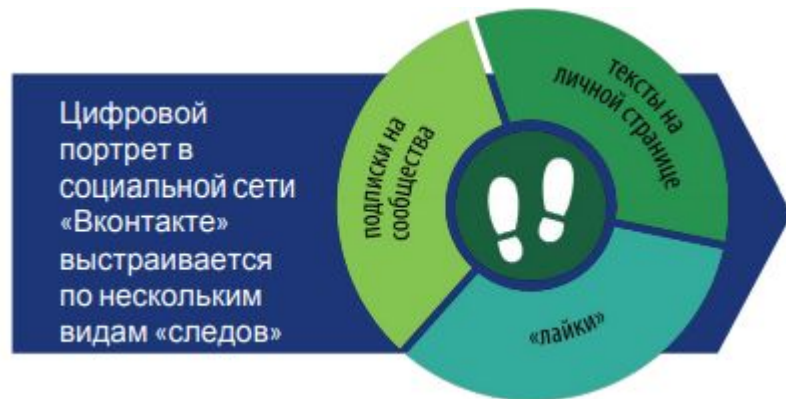 Цифровой
портрет в
социальной сети
«Вконтакте»
выстраивается
по нескольким
видам «следов»
подписки на
сообщества
тексты на
личной странице
«лайки»